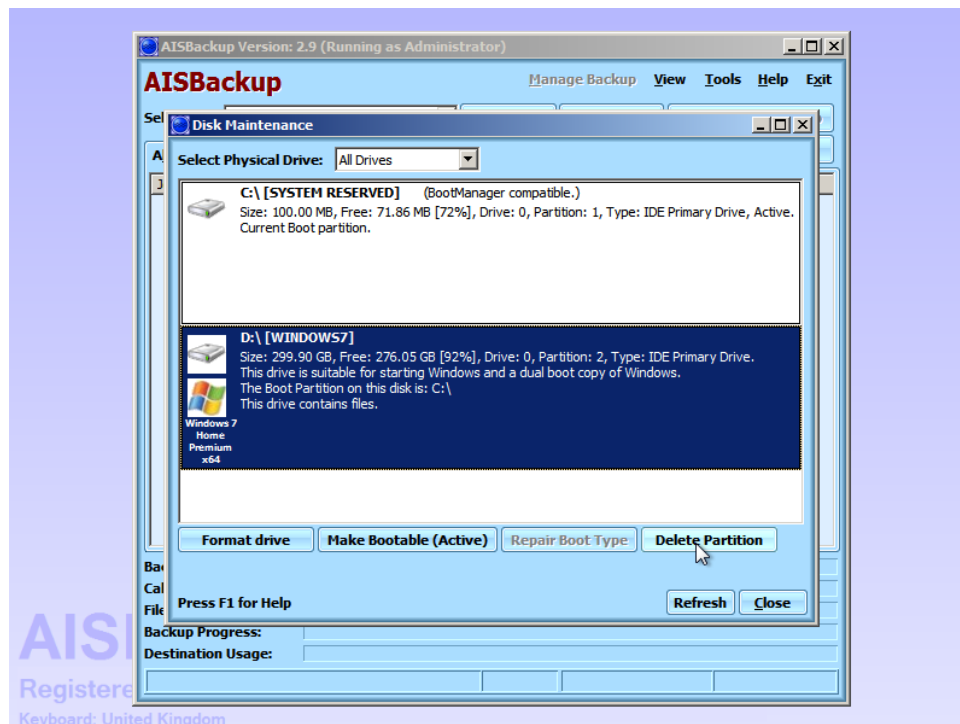 AISBackup Version: 2.9 (Running as Administrator)
AISBackup
Manage Backup View Tools Help Exit
Sel
Disk Maintenance
Select Physical Drive: All Drives
C:\ [SYSTEM RESERVED] (BootManager compatible.)
Size: 100.00 MB, Free: 71.86 MB [72%], Drive: 0, Partition: 1, Type: IDE Primary Drive, Active.
Current Boot partition.
D:\ [WINDOWS7]
Size: 299.90 GB, Free: 276.05 GB [92%], Drive: 0, Partition: 2, Type: IDE Primary Drive.
This drive is suitable for starting Windows and a dual boot copy of Windows.
The Boot Partition on this disk is: C:\
This drive contains files.
Windows 7
Home
Premium
x64
Format drive Make Bootable (Active) Repair Boot Type Delete Partition
Bac
Cal
File
Press F1 for Help Refresh Close
Backup Progress:
Destination Usage:
AIS
Registere
Keyboard: United Kingdom